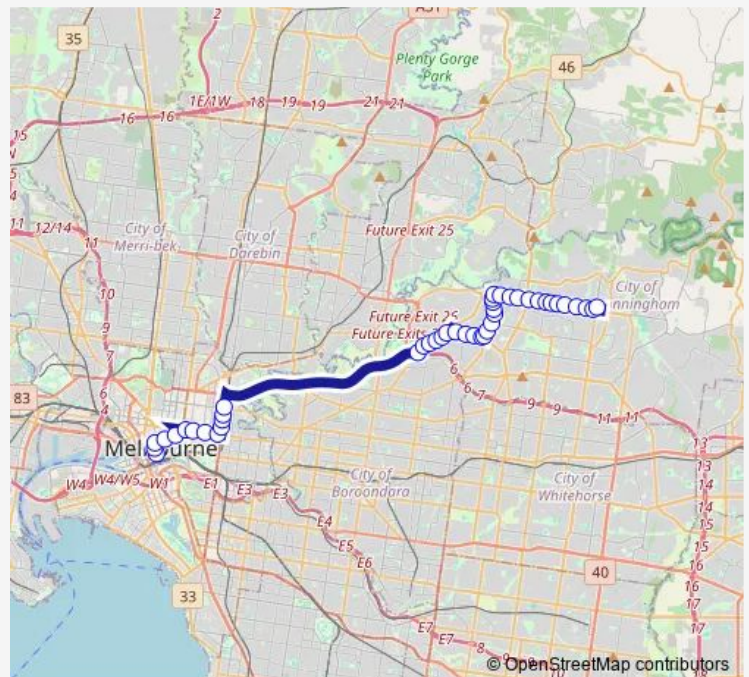 A51
35
Plenty Gorge
Park
46
2
1E/1W
18
19
19
21
21
16
16
15
N
5
4
City of
Merri-bek
City of
Darebin
Future Exit 25
11
12/14
11
10
9
9
7
6
4
City of
nningham
Future Exit 25
Future Exits
83
6
6
7
9
9
11
11
13
13
14
14
15
15
16
16
17
17
18
Melbourne
W4
W4/W5
W1
E1
E3
E3
E4
E5
E6
E7
E7
8
9
City of
Boroondara
City of
Whitehorse
40
33
© OpenStreetMap contributors